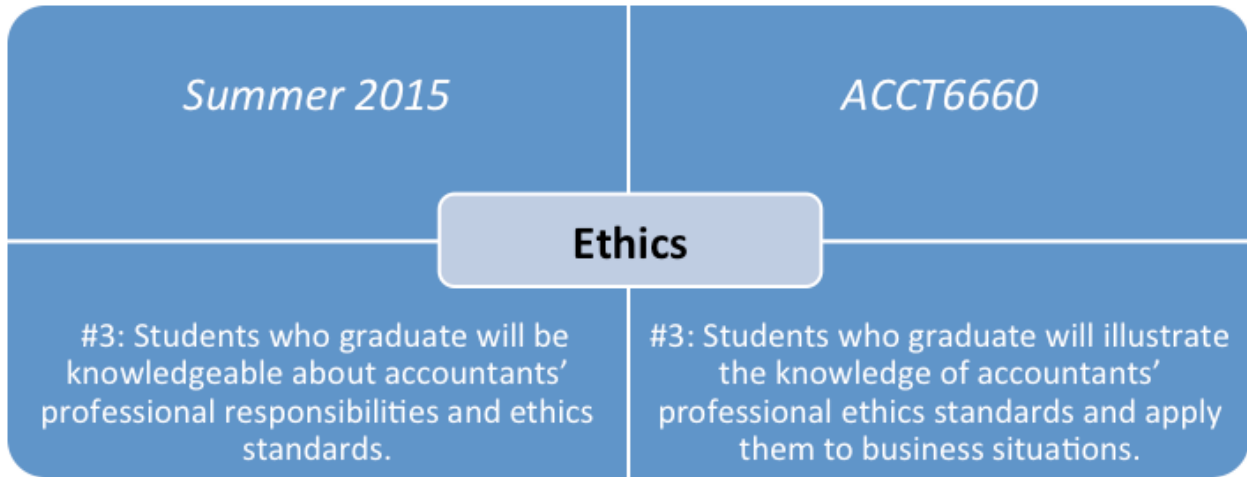 Summer 2015
ACCT6660
Ethics
#3: Students who graduate will be
knowledgeable about accountants’
professional responsibilities and ethics
standards.
#3: Students who graduate will illustrate
the knowledge of accountants’
professional ethics standards and apply
them to business situations.